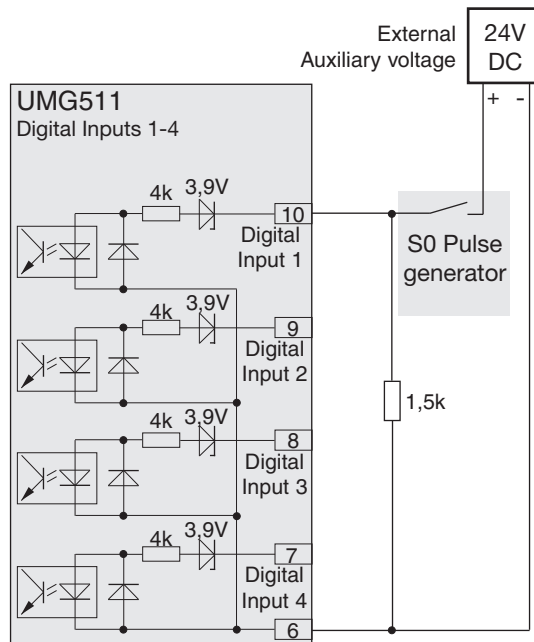 External
Auxiliary voltage
24V
DC
+ -
UMG511
Digital Inputs 1-4
4k
3,9V
10
Digital
Input 1
S0 Pulse
generator
4k
3,9V
9
Digital
Input 2
1,5k
4k
3,9V
8
Digital
Input 3
4k
3,9V
7
Digital
Input 4
6